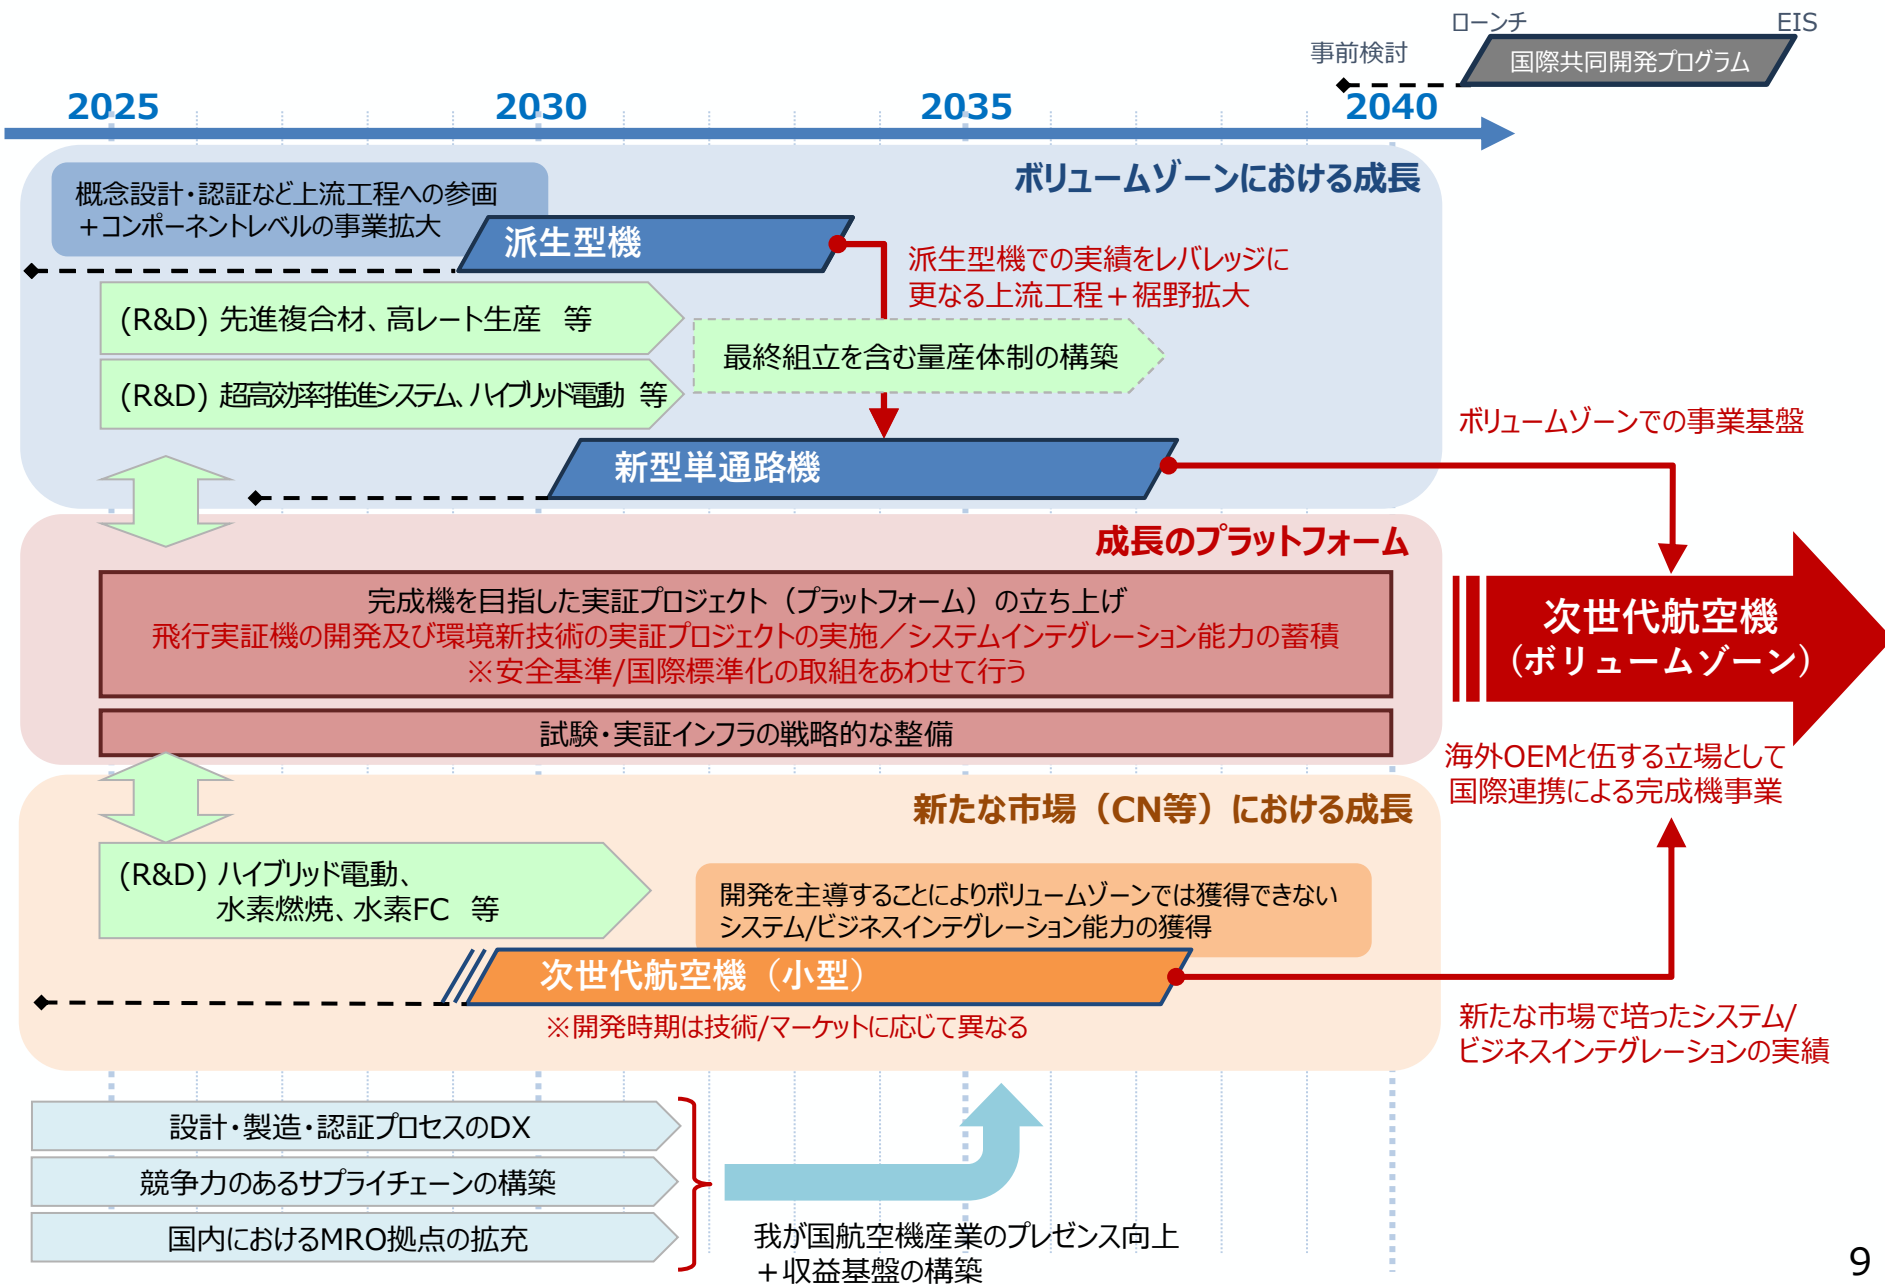 ローンチ
EIS
事前検討
国際共同開発プログラム
2025
2030
2035
2040
ボリュームゾーンにおける成長
概念設計・認証など上流工程への参画
＋コンポーネントレベルの事業拡大
派生型機
派生型機での実績をレバレッジに
更なる上流工程＋裾野拡大
(R&D) 先進複合材、高レート生産　等
最終組立を含む量産体制の構築
(R&D) 超高効率推進システム、ハイブリッド電動　等
新型単通路機
ボリュームゾーンでの事業基盤
成長のプラットフォーム
完成機を目指した実証プロジェクト（プラットフォーム）の立ち上げ
飛行実証機の開発及び環境新技術の実証プロジェクトの実施／システムインテグレーション能力の蓄積
※安全基準/国際標準化の取組をあわせて行う
試験・実証インフラの戦略的な整備
次世代航空機
（ボリュームゾーン）
海外OEMと伍する立場として
国際連携による完成機事業
新たな市場（CN等）における成長
(R&D) ハイブリッド電動、
水素燃焼、水素FC　等
開発を主導することによりボリュームゾーンでは獲得できない
システム/ビジネスインテグレーション能力の獲得
次世代航空機（小型）
※開発時期は技術/マーケットに応じて異なる
新たな市場で培ったシステム/
ビジネスインテグレーションの実績
設計・製造・認証プロセスのDX
競争力のあるサプライチェーンの構築
国内におけるMRO拠点の拡充
我が国航空機産業のプレゼンス向上
＋収益基盤の構築
9